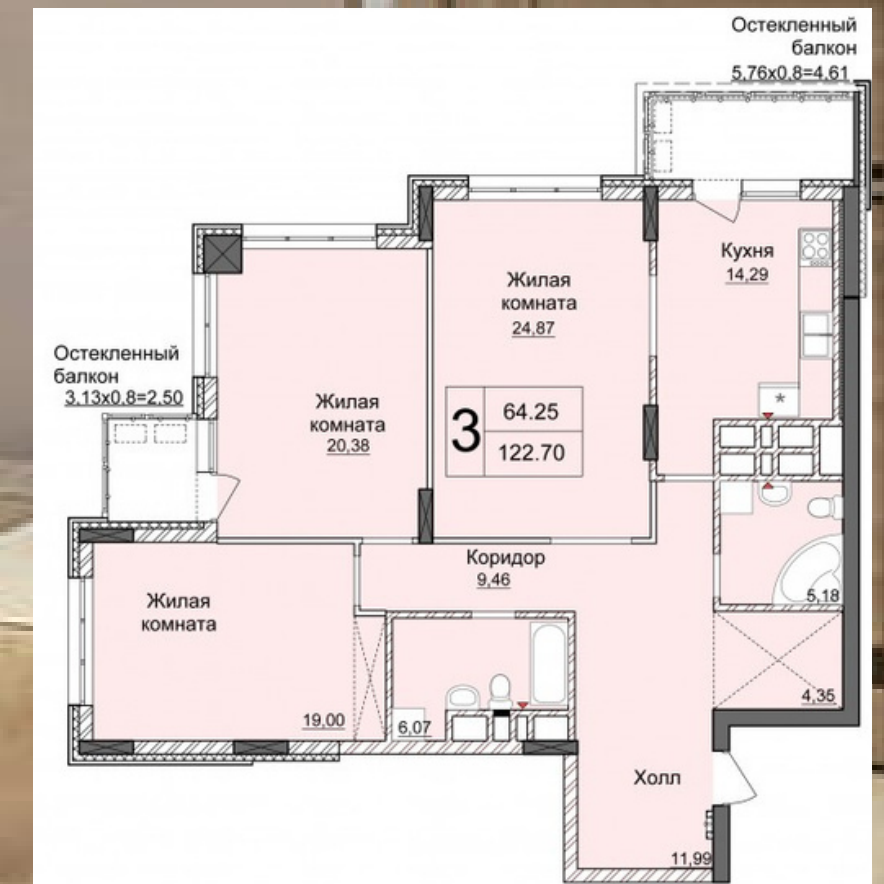 Остекленный
балкон
5,76х0.8=4.61
Кухня
14,29
Жилая
комната
24,87
Остекленный
балкон
3.13х0.8=2,50
Жилая
комната
20,38
3
64.25
122.70
*
Коридор
9,46
Жилая
комната
19,00
5,18
6,07
4,35
Холл
11,99